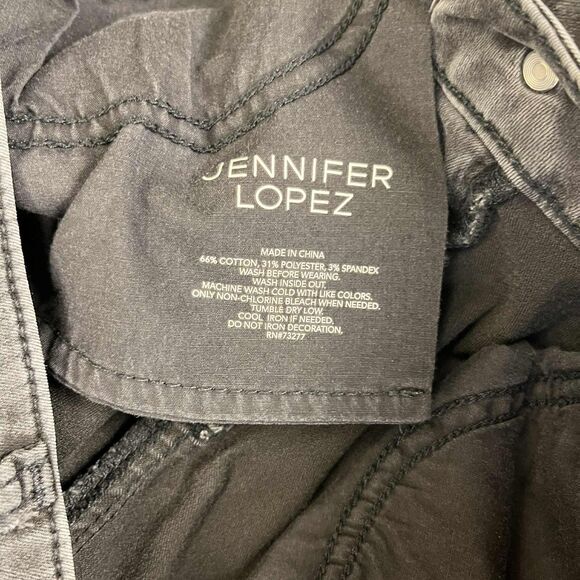 JENNIFER
LOPEZ
MADE IN CHINA
66% COTTON, 31% POLYESTER, 3% SPANDEX
WASH BEFORE WEARING.
WASH INSIDE OUT.
MACHINE WASH COLD WITH LIKE COLORS.
ONLY NON-CHLORINE BLEACH WHEN NEEDED.
TUMBLE DRY LOW.
COOL IRON IF NEEDED,
DO NOT IRON DECORATION,
RN#73277